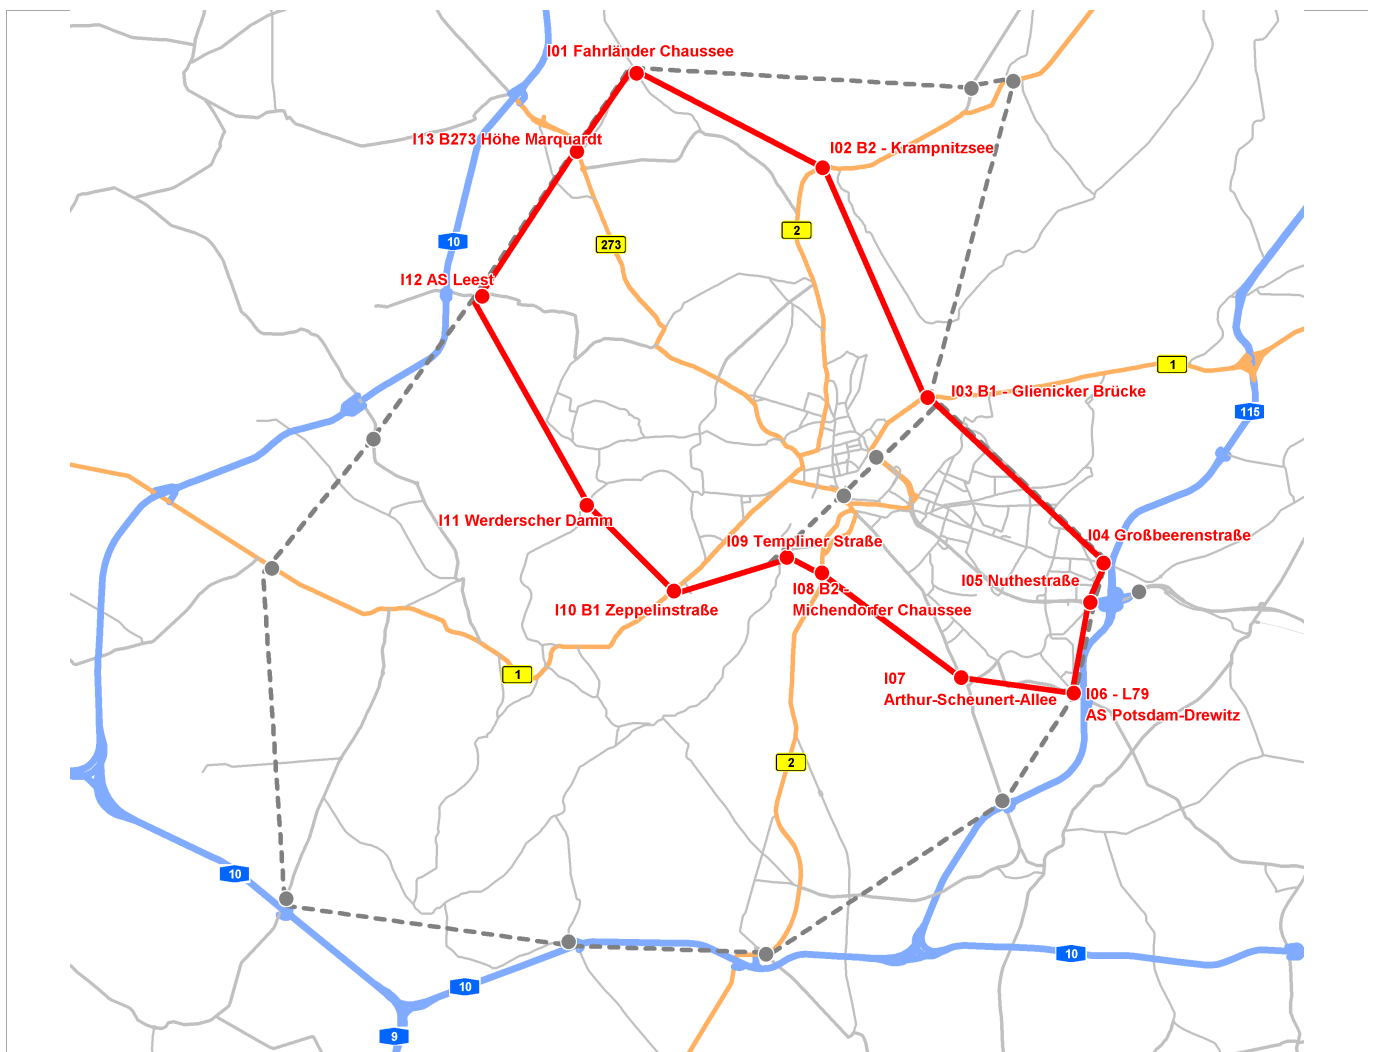 I01 Fahrländer Chaussee
I13 B273 Höhe Marquardt
I02 B2 - Krampnitzsee
2
10
273
I12 AS Leest
1
I03 B1 - Glienicker Brücke
115
I11 Werderscher Damm
I09 Templiner Straße
I04 Großbeerenstraße
I05 Nuthestraße
I08 B2 -
Michendorfer Chaussee
I10 B1 Zeppelinstraße
1
I07
Arthur-Scheunert-Allee
I06 - L79
AS Potsdam-Drewitz
2
10
10
10
9